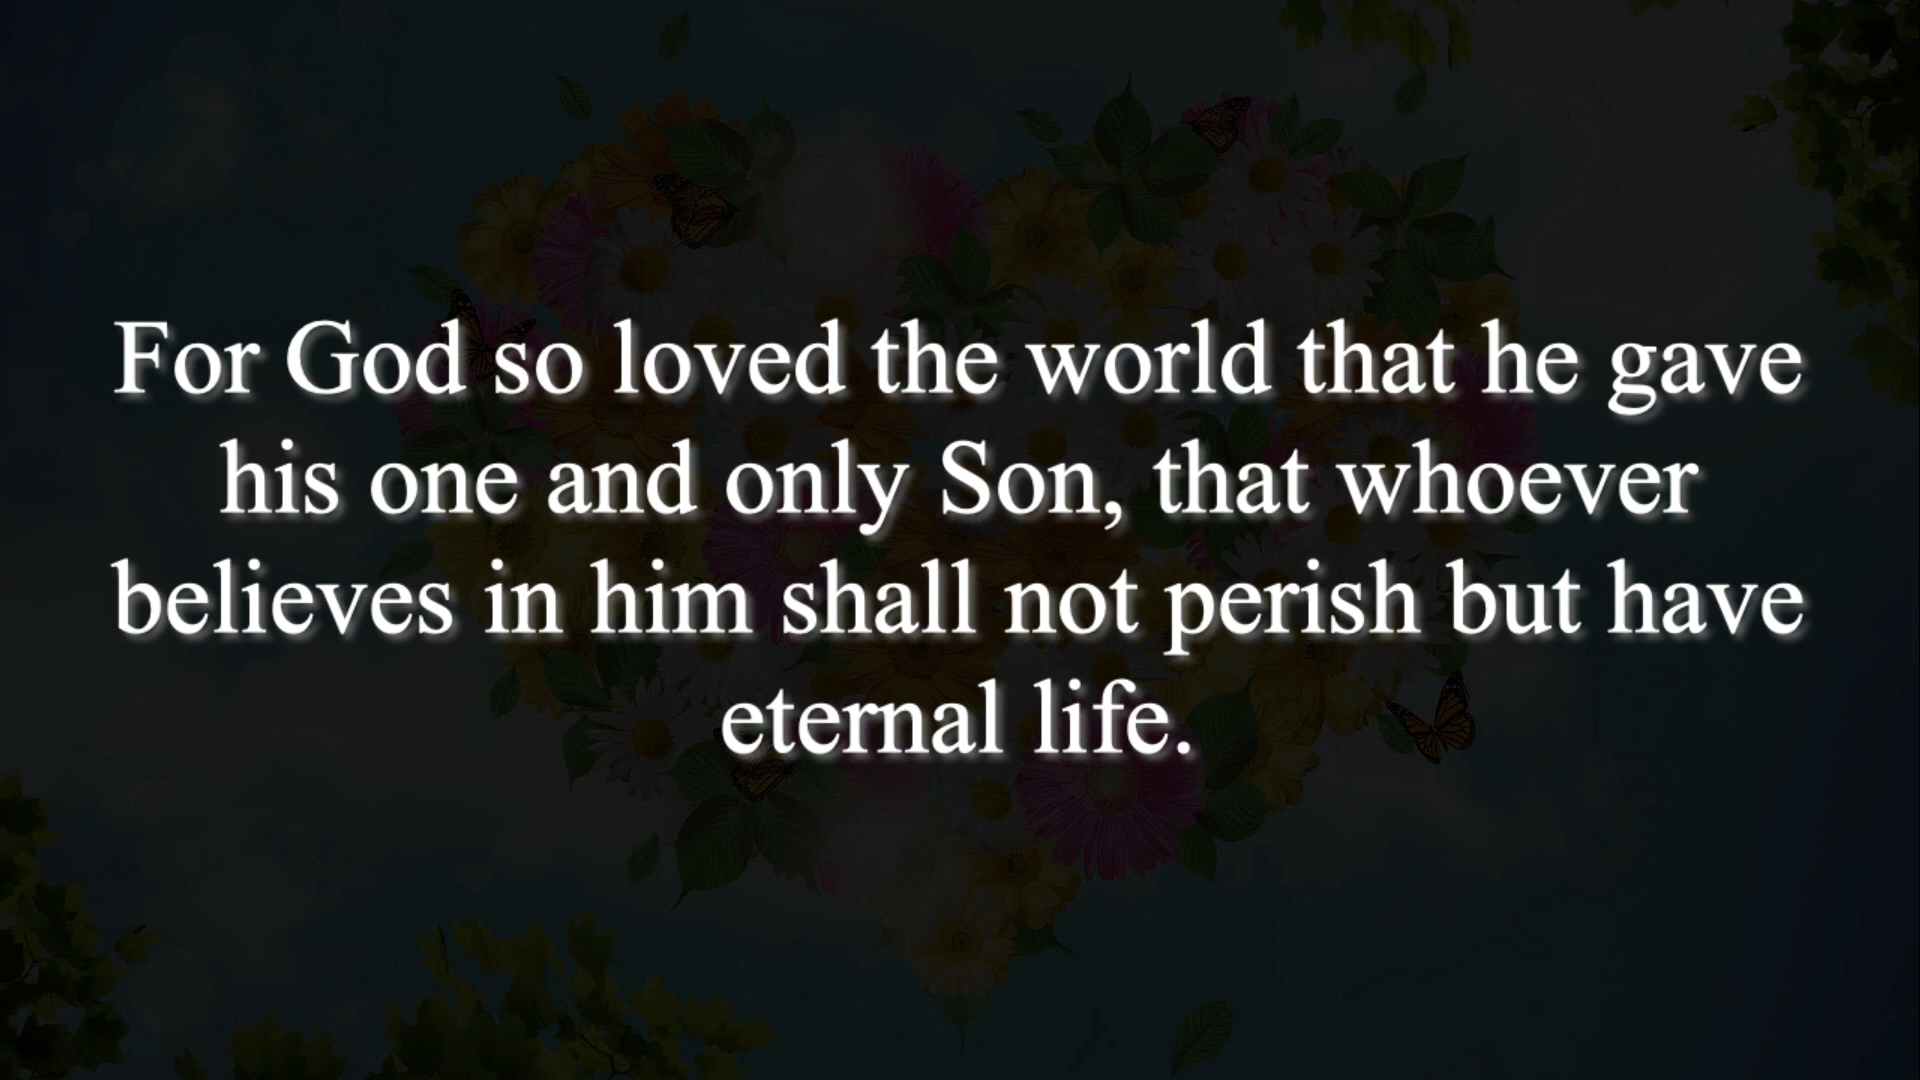 For God so loved the world that he gave
his one and only Son, that whoever
believes in him shall not perish but have
eternal life.